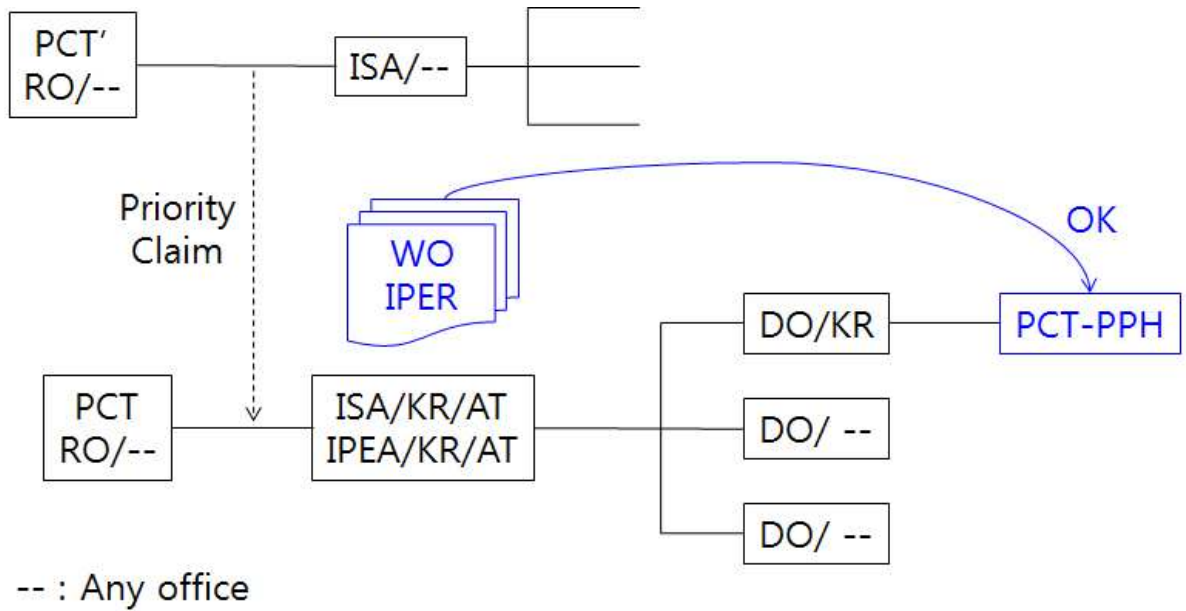 PCT’
RO/--
ISA/--
Priority
Claim
WO
IPER
OK
DO/KR
PCT-PPH
PCT
RO/--
ISA/KR/AT
IPEA/KR/AT
DO/ --
DO/ --
-- : Any office